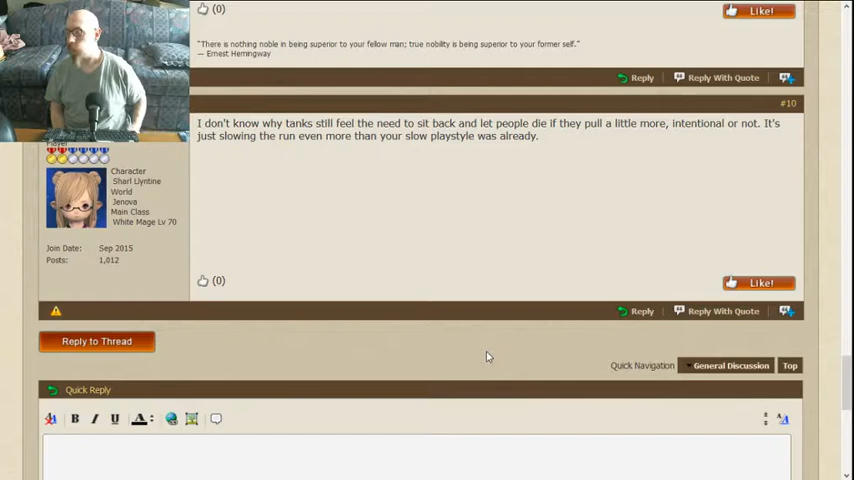 (0)
Like!
"There is nothing noble in being superior to your fellow man; true nobility is being superior to your former self."
— Ernest Hemingway
Reply
Reply With Quote
#10
I don't know why tanks still feel the need to sit back and let people die if they pull a little more, intentional or not. It's
just slowing the run even more than your slow playstyle was already.
Player
Character
Sharl Llyntine
World
Jenova
Main Class
White Mage Lv 70
Join Date: Sep 2015
Posts: 1,012
(0)
Like!
Reply
Reply With Quote
Reply to Thread
Quick Navigation
General Discussion
Top
Quick Reply
B I U A